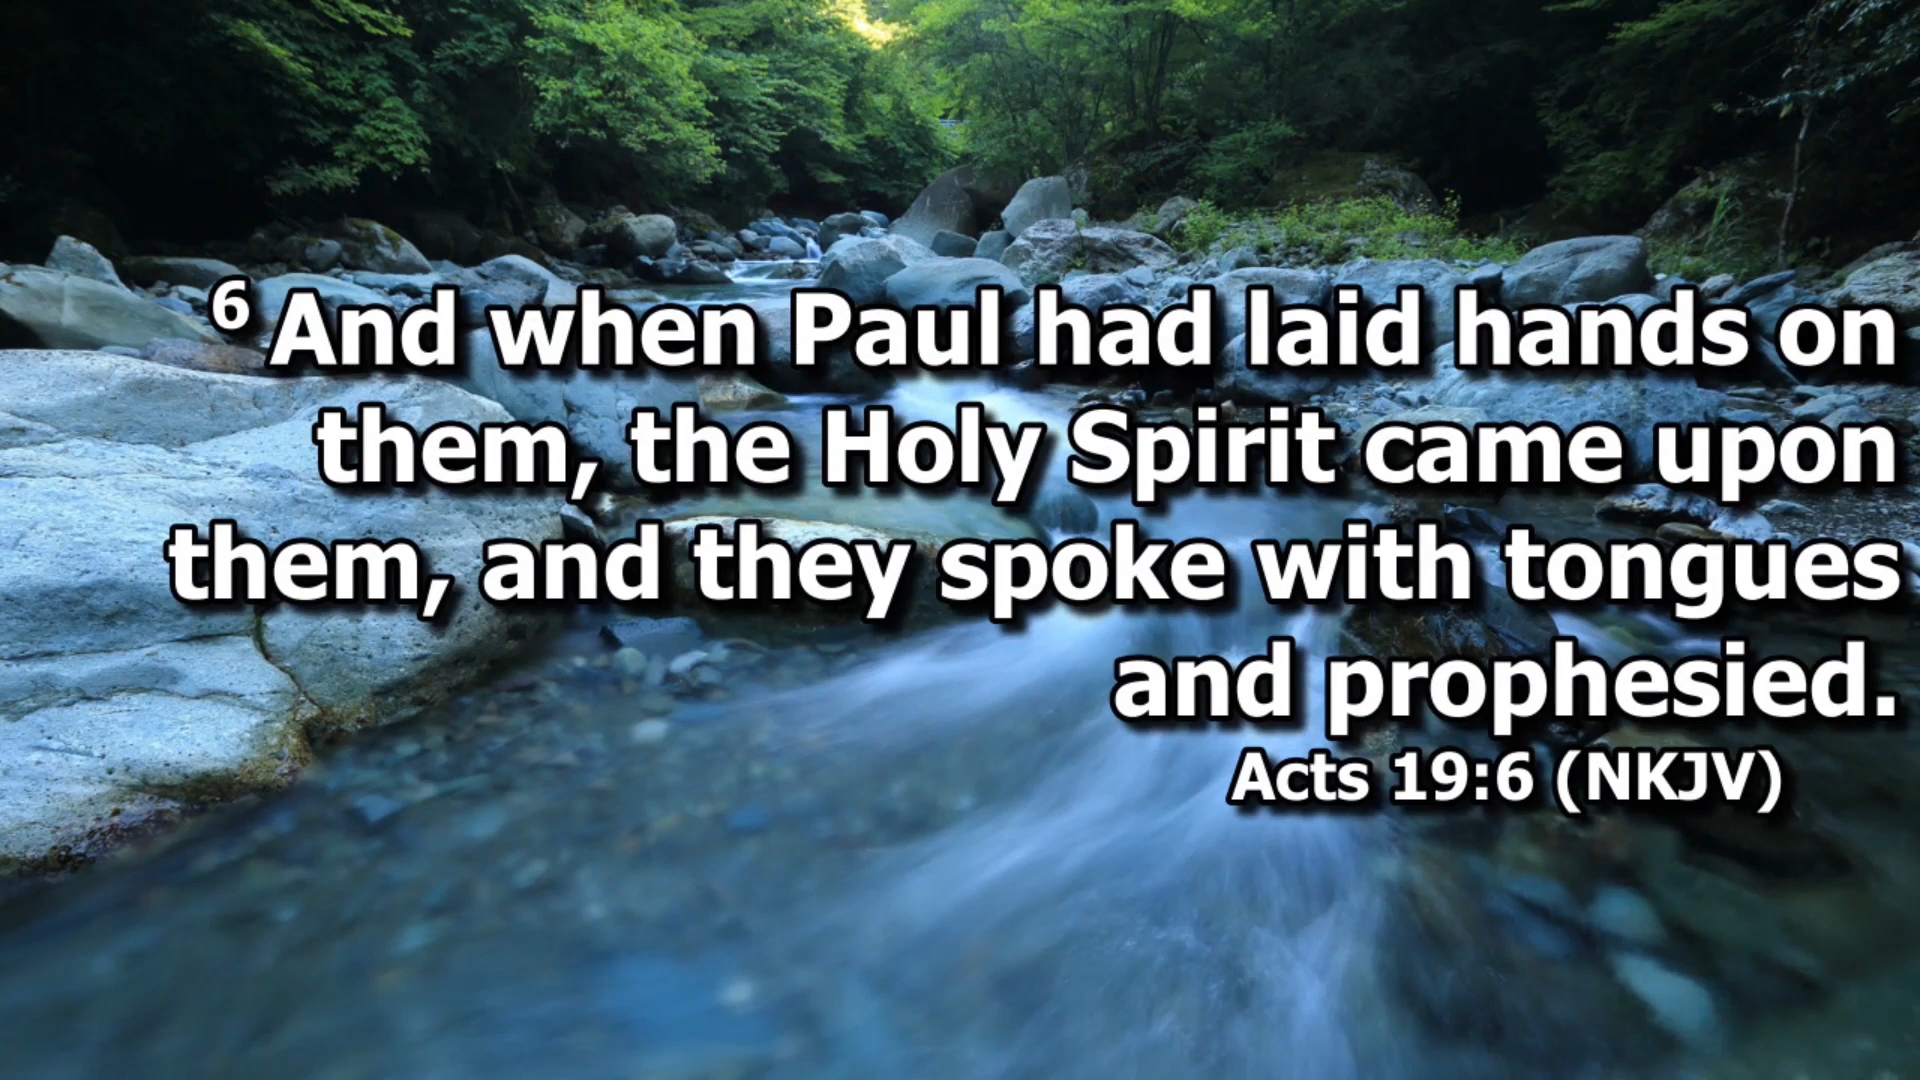 6 And when Paul had laid hands on
them, the Holy Spirit came upon
them, and they spoke with tongues
and prophesied.
Acts 19:6 (NKJV)